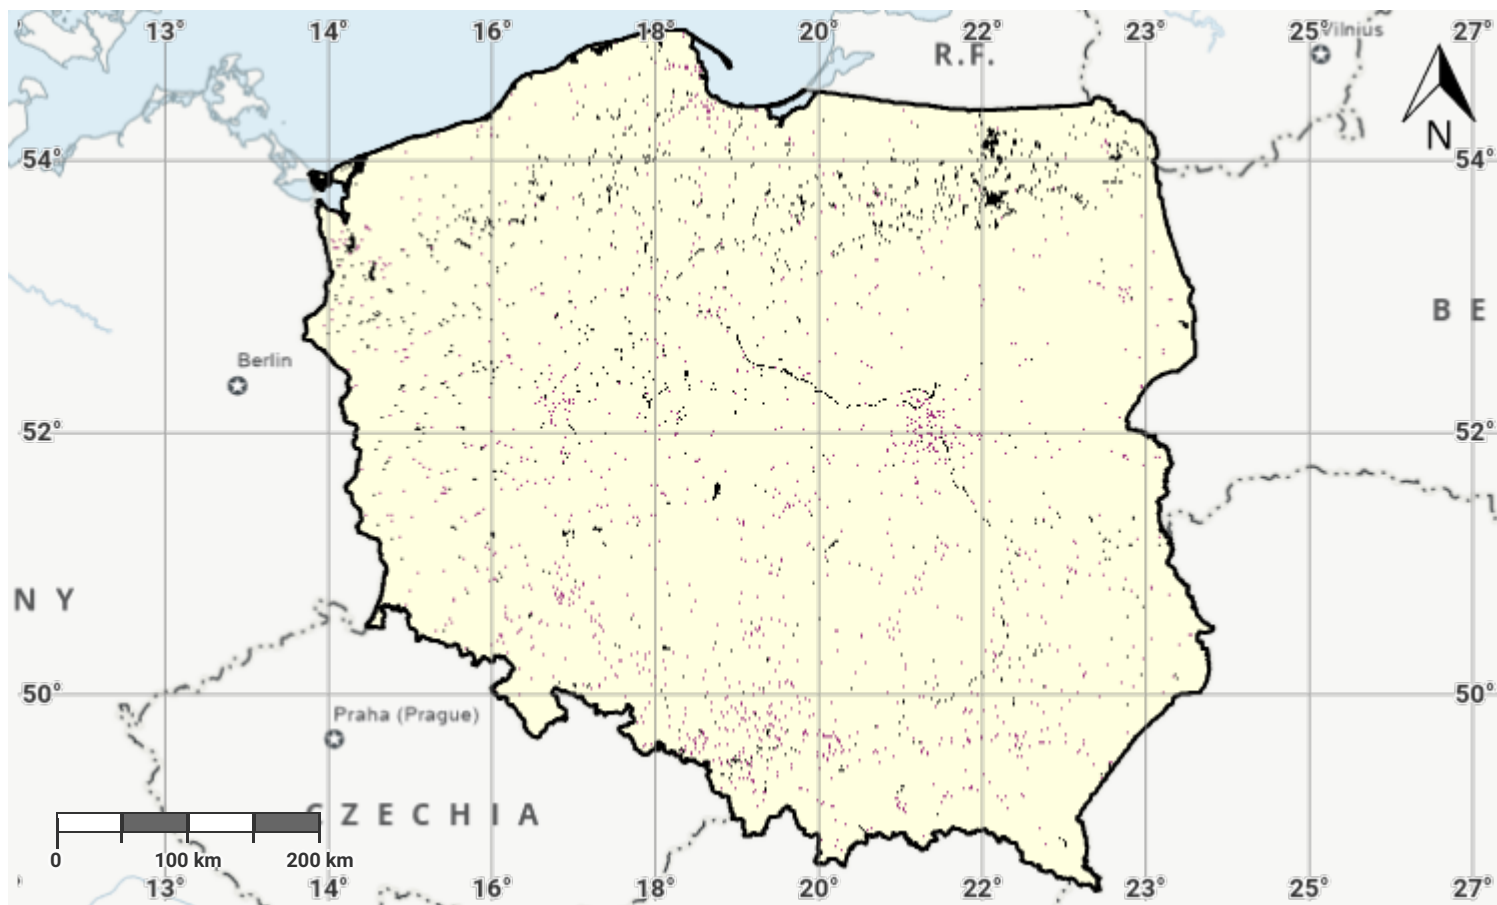 13° 14° 16° 18° 20° 22° 23° 25° 27°
Vilnius
R.F.
N
54° 54°
B E
Berlin
52° 52°
N Y
50° 50°
Praha (Prague)
C Z E C H I A
0 100 km 200 km
13° 14° 16° 18° 20° 22° 23° 25° 27°